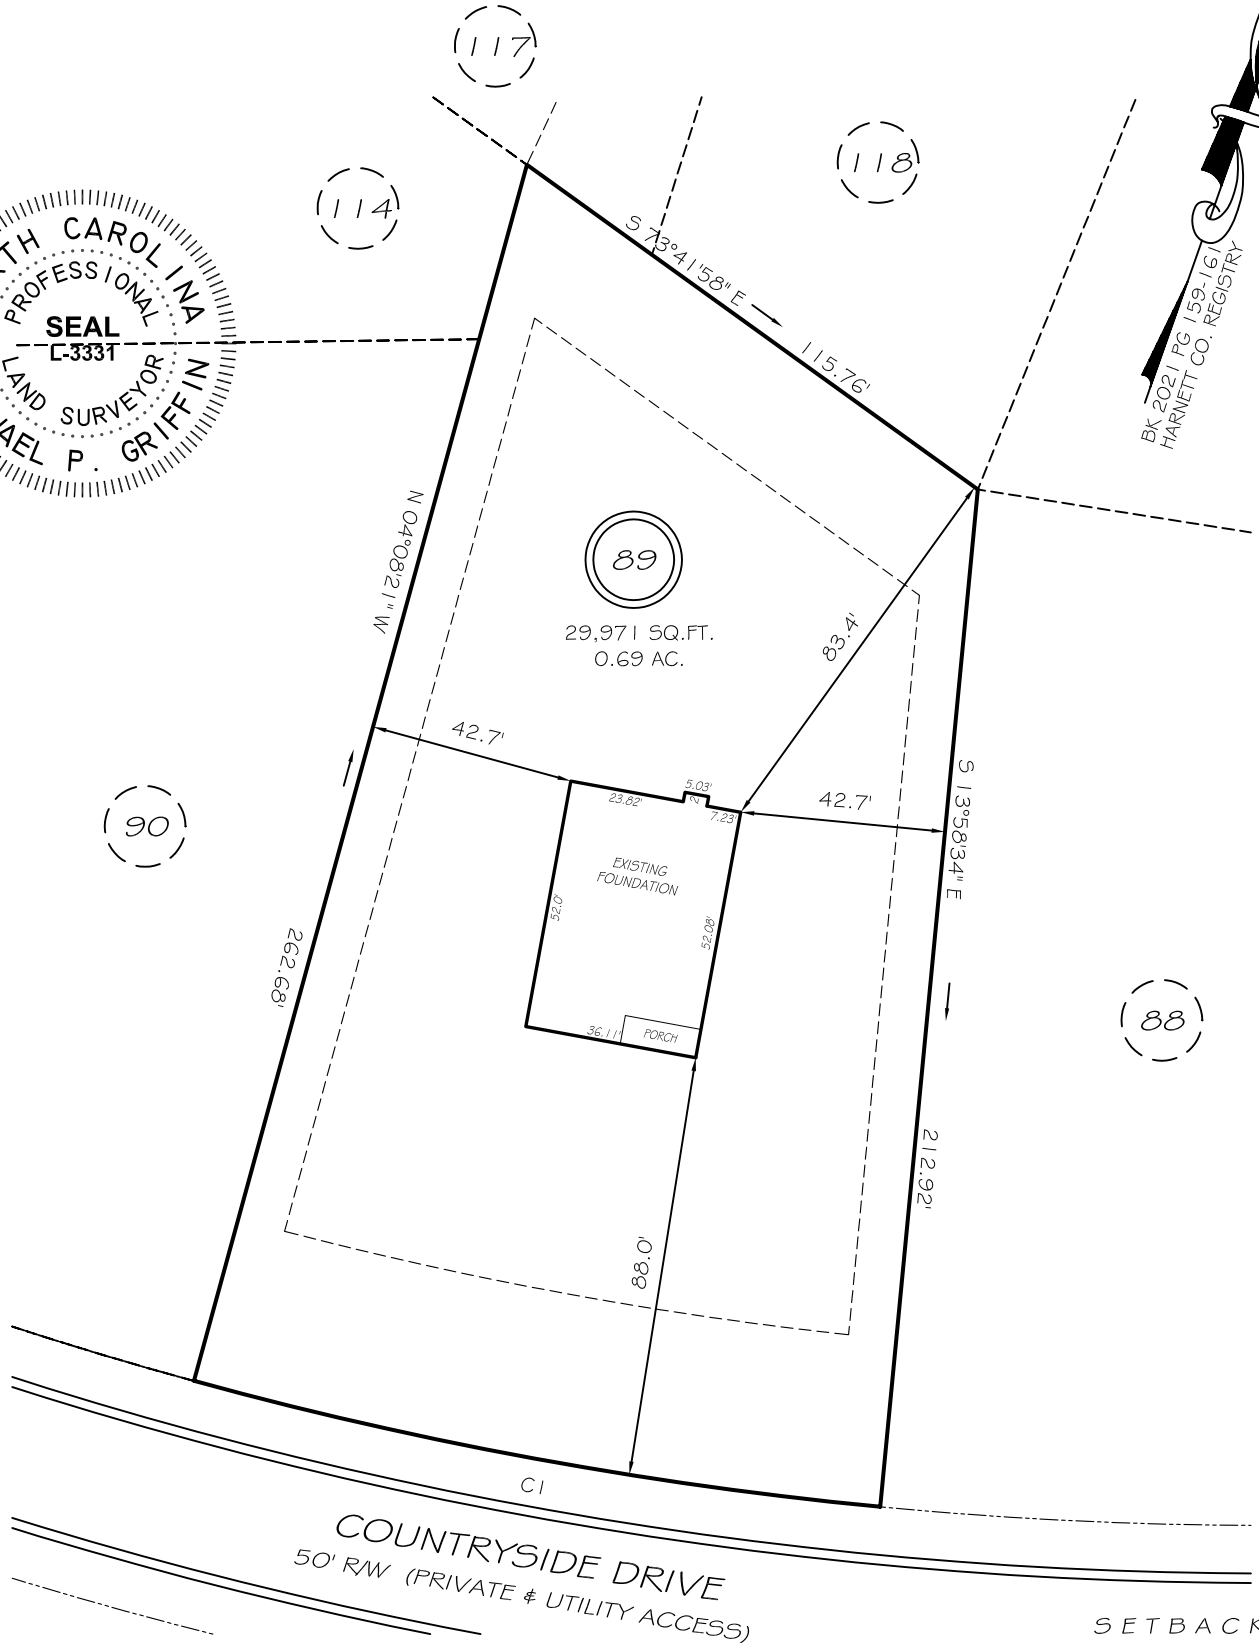 117
118
114
CAROLINA
PROFESSIONAL
SEAL
L-3331
LAND SURVEYOR
P. GRIFFIN
S 73°41'58" E
115.76'
BK 2021 PG 159-161
HARNETT CO. REGISTRY
N 04°08'21" W
262.68'
89
29,971 SQ.FT.
0.69 AC.
83.4'
42.7'
5.03'
23.82'
2'
7.23'
42.7'
S 13°58'34" E
212.92'
90
EXISTING
FOUNDATION
52.0'
52.08'
36.11'
PORCH
88
88.0'
C1
COUNTRYSIDE DRIVE
50' R/W (PRIVATE & UTILITY ACCESS)
SETBACK